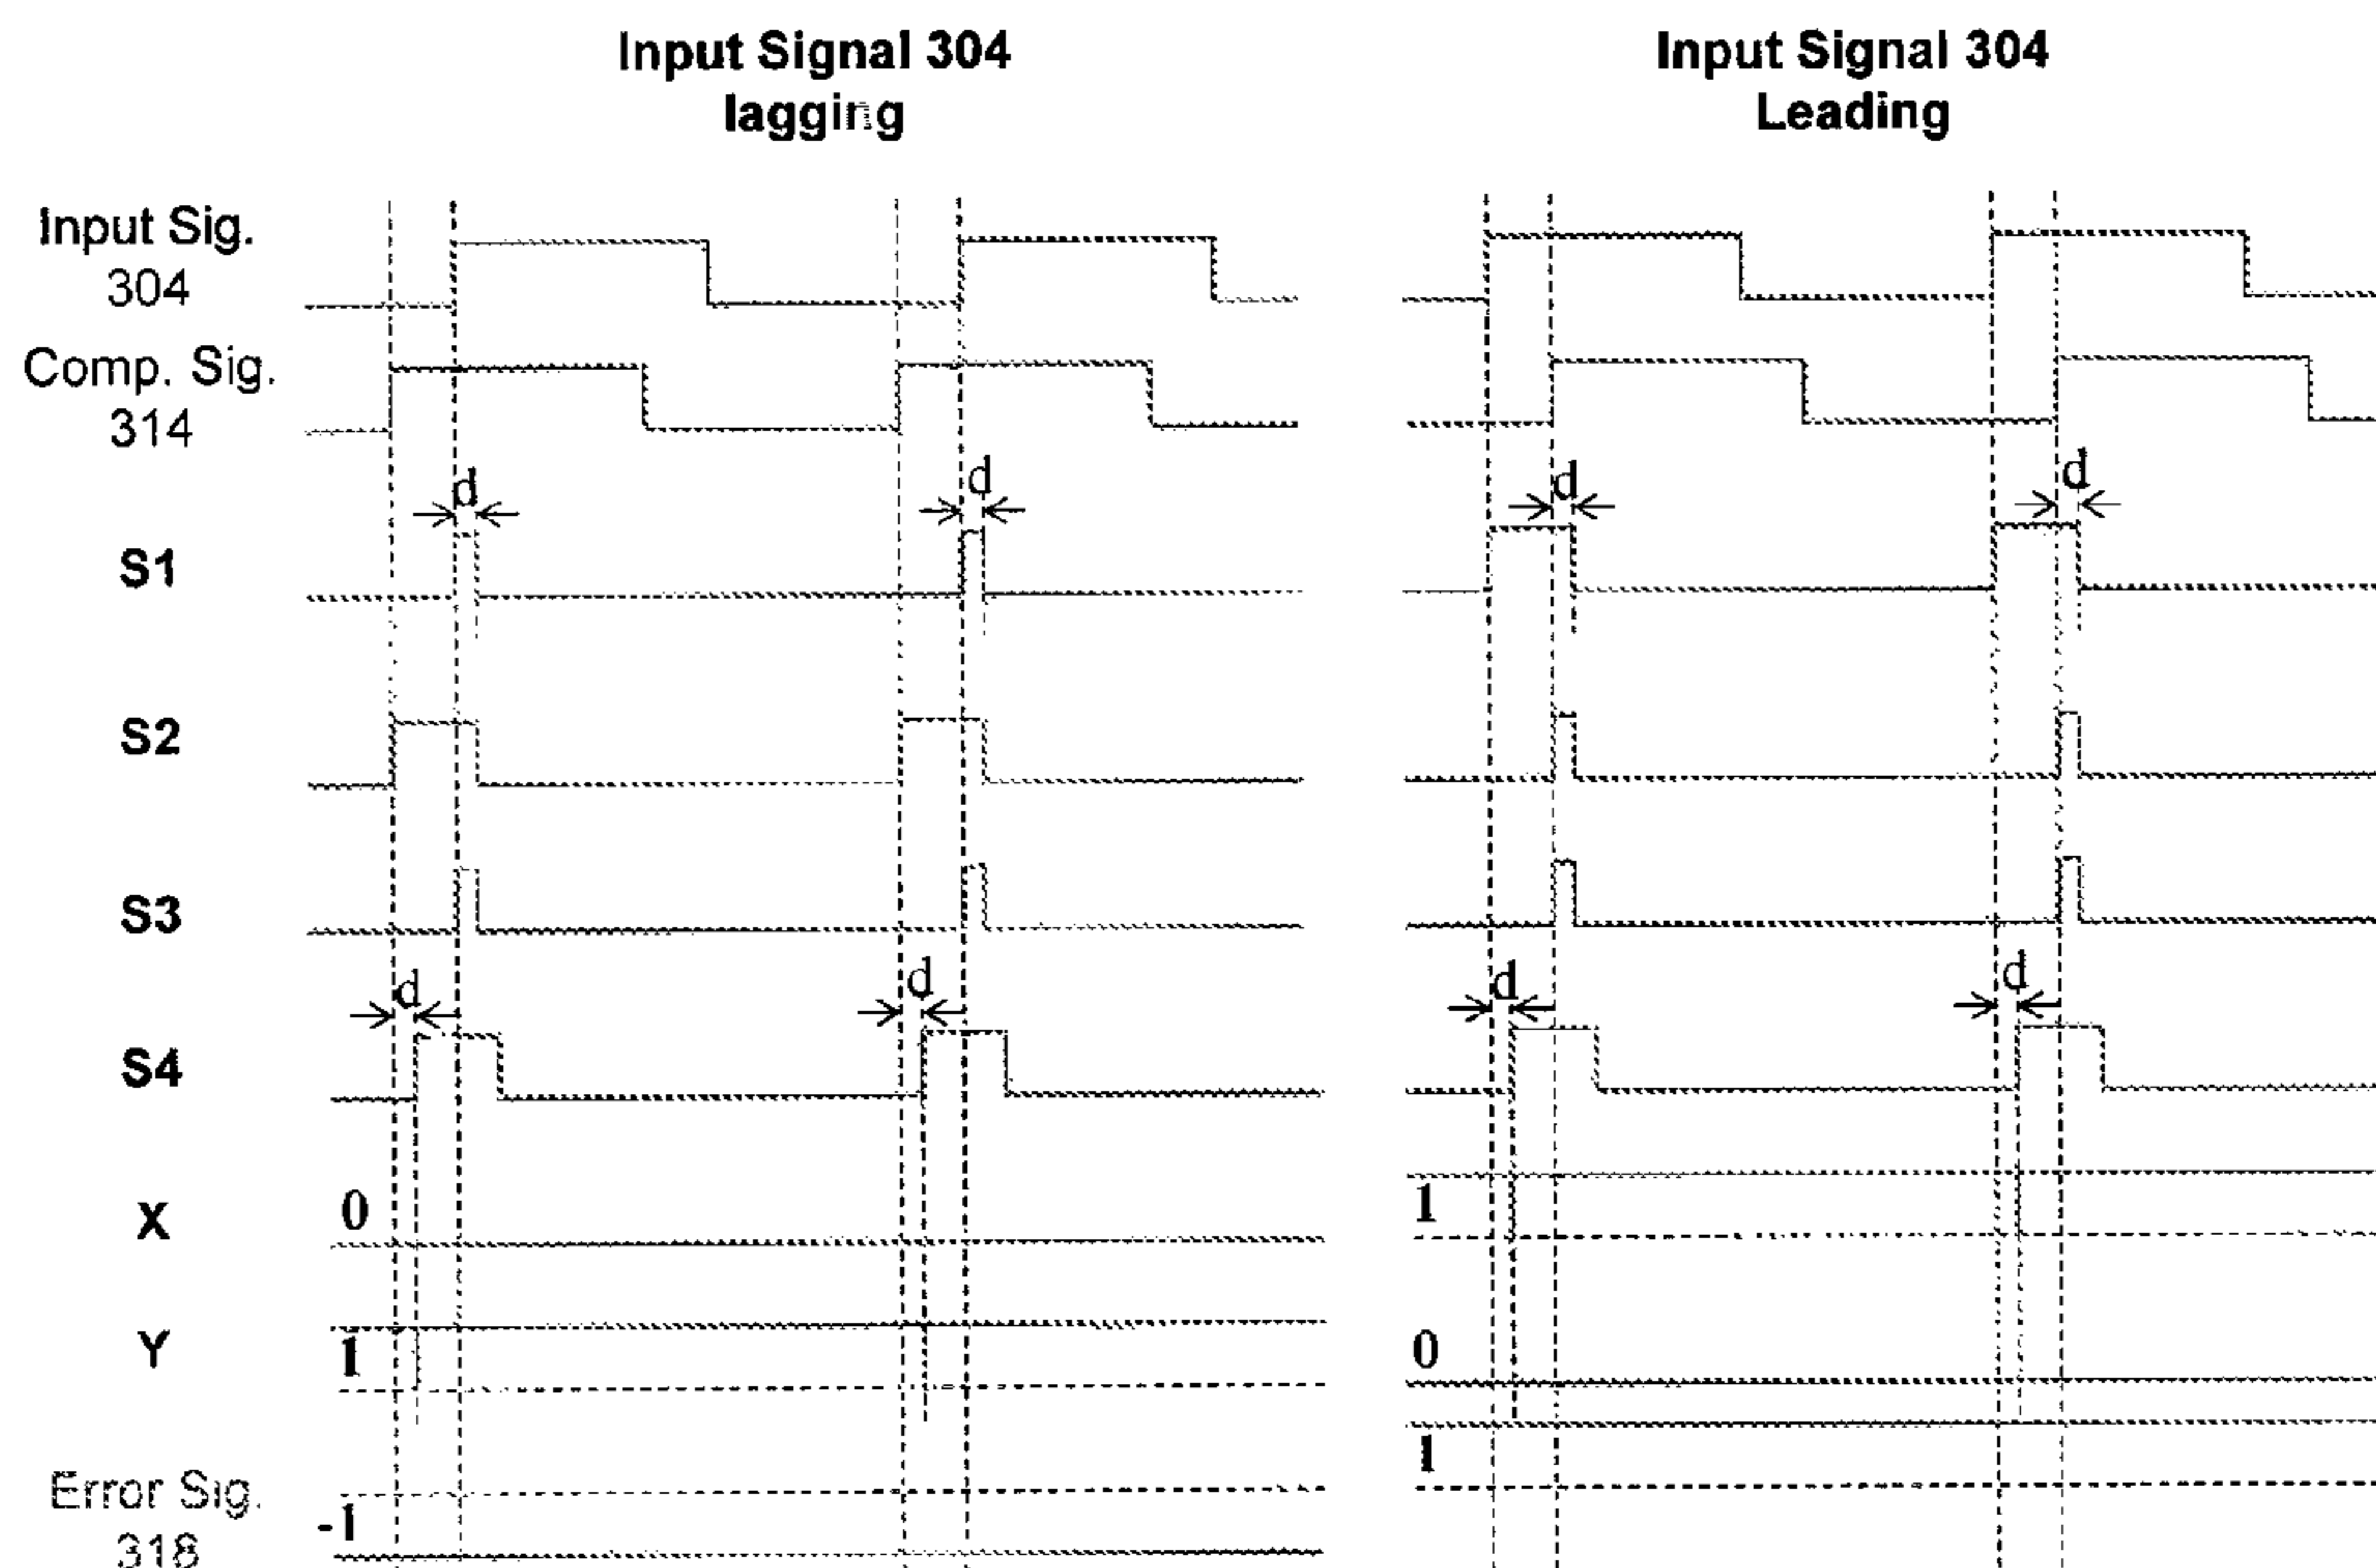 Input Signal 304
lagging
Input Signal 304
Leading
Input Sig.
304
Comp. Sig.
314
d
d
d
d
S1
S2
S3
d
d
d
d
S4
X
0
1
Y
1
0
1
Error Sig.
318
-1